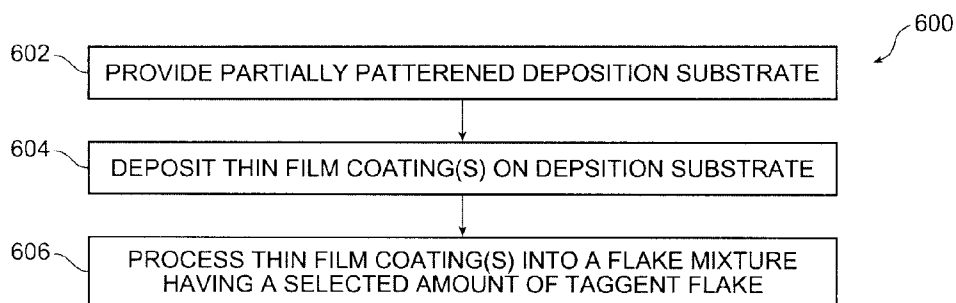 600
602
PROVIDE PARTIALLY PATTERENED DEPOSITION SUBSTRATE
604
DEPOSIT THIN FILM COATING(S) ON DEPSITION SUBSTRATE
606
PROCESS THIN FILM COATING(S) INTO A FLAKE MIXTURE
HAVING A SELECTED AMOUNT OF TAGGENT FLAKE